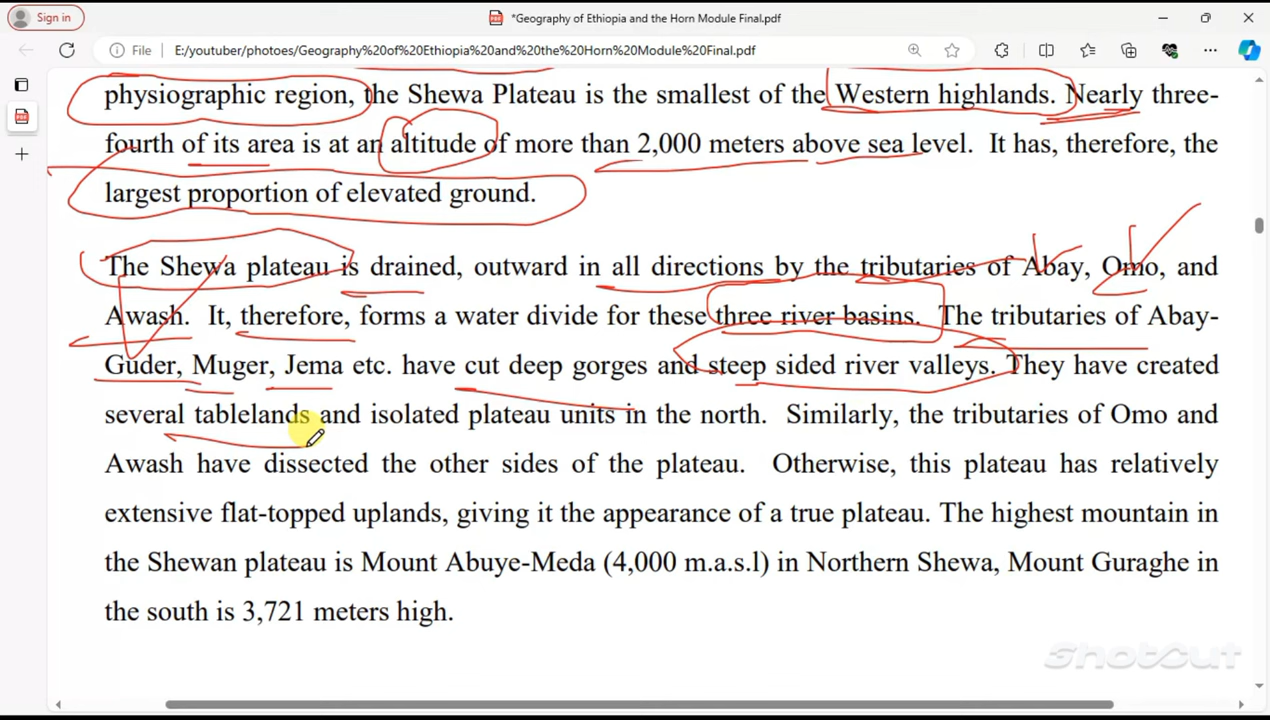 Sign in
*Geography of Ethiopia and the Horn Module Final.pdf
File
E:/youtuber/photoes/Geography%20of%20Ethiopia%20and%20the%20Horn%20Module%20Final.pdf
physiographic region, the Shewa Plateau is the smallest of the Western highlands. Nearly three-
fourth of its area is at an altitude of more than 2,000 meters above sea level. It has, therefore, the
largest proportion of elevated ground.
The Shewa plateau is drained, outward in all directions by the tributaries of Abay, Omo, and
Awash. It, therefore, forms a water divide for these three river basins. The tributaries of Abay-
Guder, Muger, Jema etc. have cut deep gorges and steep sided river valleys. They have created
several tablelands and isolated plateau units in the north. Similarly, the tributaries of Omo and
Awash have dissected the other sides of the plateau. Otherwise, this plateau has relatively
extensive flat-topped uplands, giving it the appearance of a true plateau. The highest mountain in
the Shewan plateau is Mount Abuye-Meda (4,000 m.a.s.l) in Northern Shewa, Mount Guraghe in
the south is 3,721 meters high.
SHOTCUT